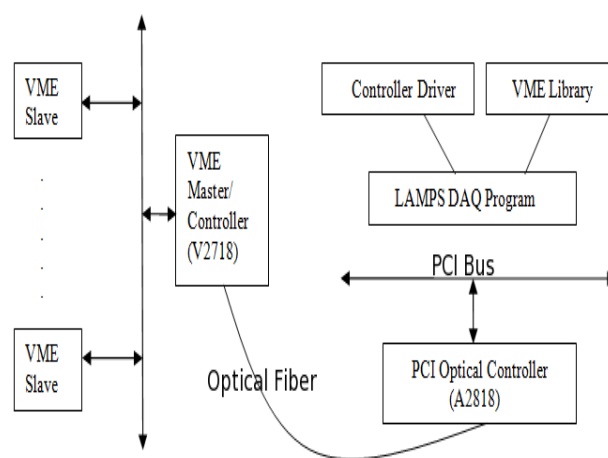 VME
Slave
Controller Driver
VME Library
VME
Master/
Controller
(V2718)
LAMPS DAQ Program
PCI Bus
VME
Slave
Optical Fiber
PCI Optical Controller
(A2818)